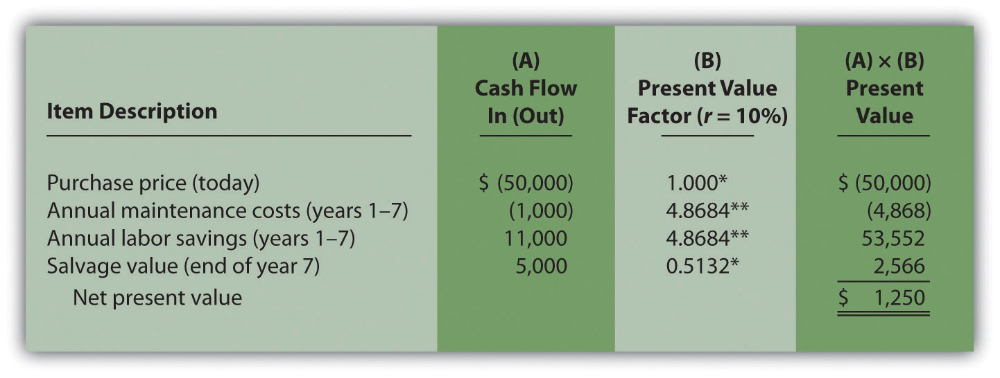 (A) (B) (A) × (B)
Cash Flow Present Value Present
Item Description In (Out) Factor (r = 10%) Value
Purchase price (today) $ (50,000) 1.000* $ (50,000)
Annual maintenance costs (years 1–7) (1,000) 4.8684** (4,868)
Annual labor savings (years 1–7) 11,000 4.8684** 53,552
Salvage value (end of year 7) 5,000 0.5132* 2,566
Net present value $ 1,250